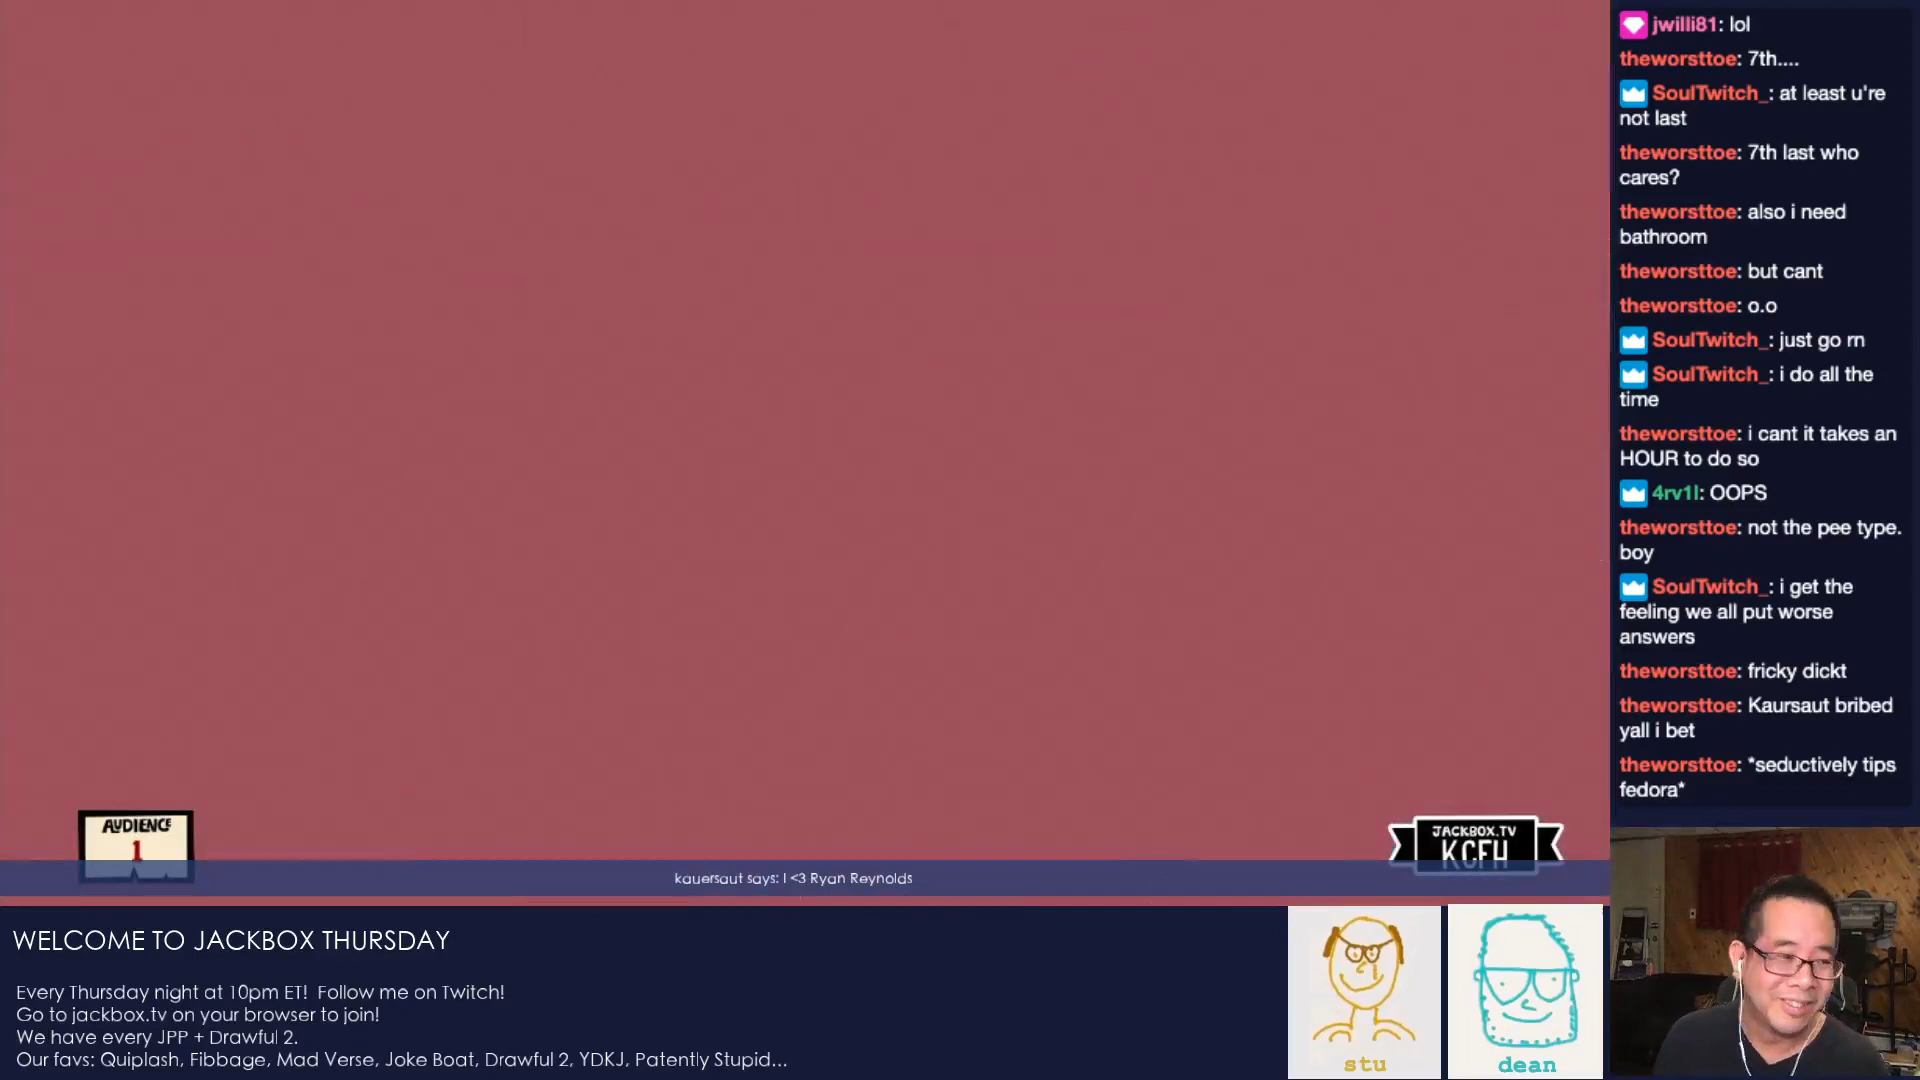 jwilli81: lol
theworsttoe: 7th....
SoulTwitch_: at least u're
not last
theworsttoe: 7th last who
cares?
theworsttoe: also i need
bathroom
theworsttoe: but cant
theworsttoe: o.o
SoulTwitch_: just go rn
SoulTwitch_: i do all the
time
theworsttoe: i cant it takes an
HOUR to do so
4rv1l: OOPS
theworsttoe: not the pee type.
boy
SoulTwitch_: i get the
feeling we all put worse
answers
theworsttoe: fricky dickt
theworsttoe: Kaursaut bribed
yall i bet
theworsttoe: *seductively tips
fedora*
AUDIENCE
1
JACKBOX.TV
KCFH
kauersaut says: I <3 Ryan Reynolds
WELCOME TO JACKBOX THURSDAY
Every Thursday night at 10pm ET! Follow me on Twitch!
Go to jackbox.tv on your browser to join!
We have every JPP + Drawful 2.
Our favs: Quiplash, Fibbage, Mad Verse, Joke Boat, Drawful 2, YDKJ, Patently Stupid...
stu
dean